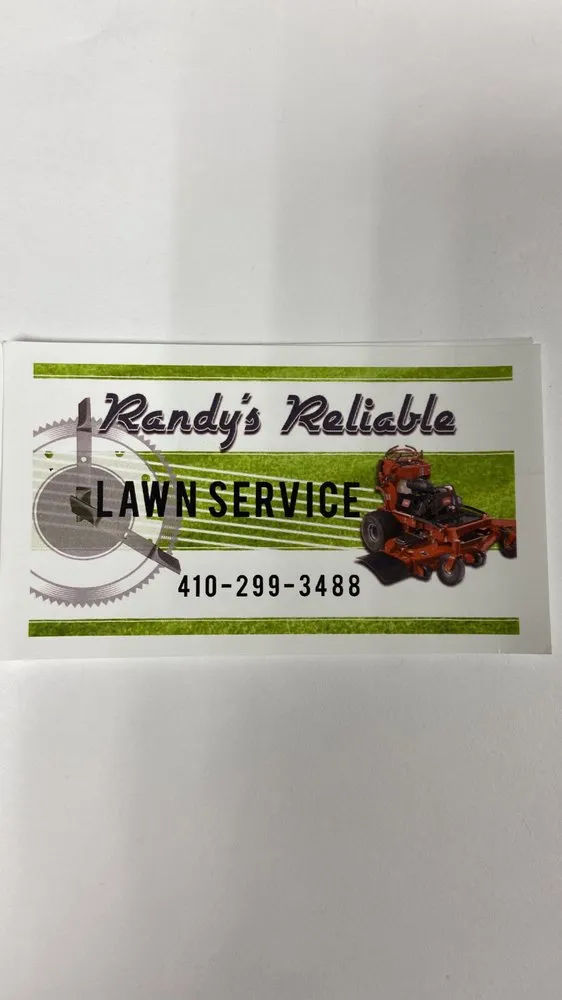 Randy's Reliable
LAWN SERVICE
410-299-3488